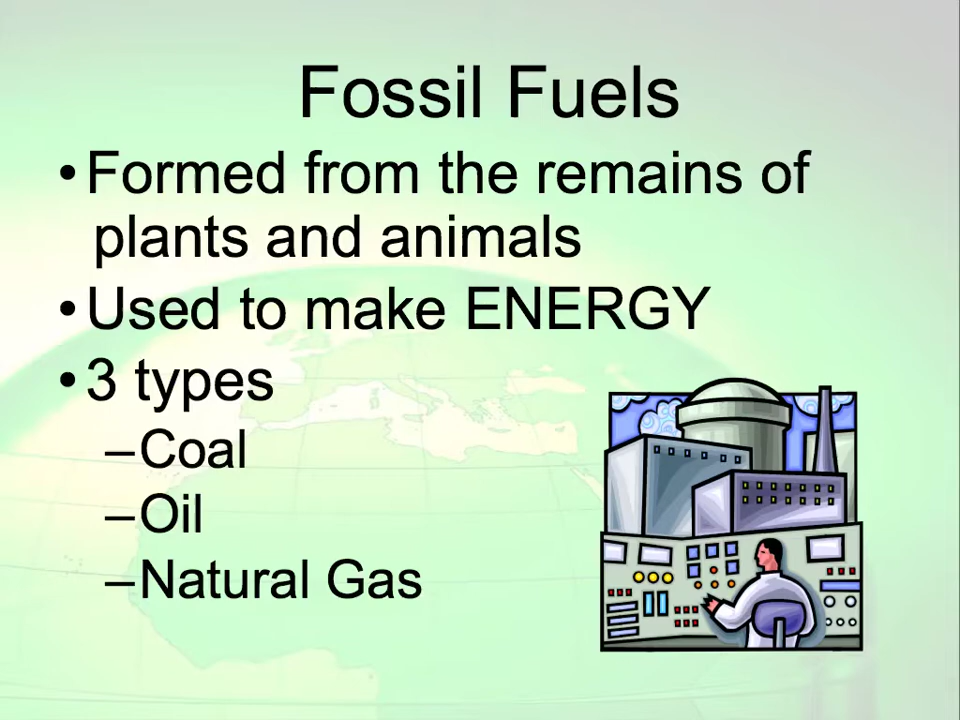 Fossil Fuels
•Formed from the remains of
plants and animals
•Used to make ENERGY
•3 types
–Coal
–Oil
–Natural Gas